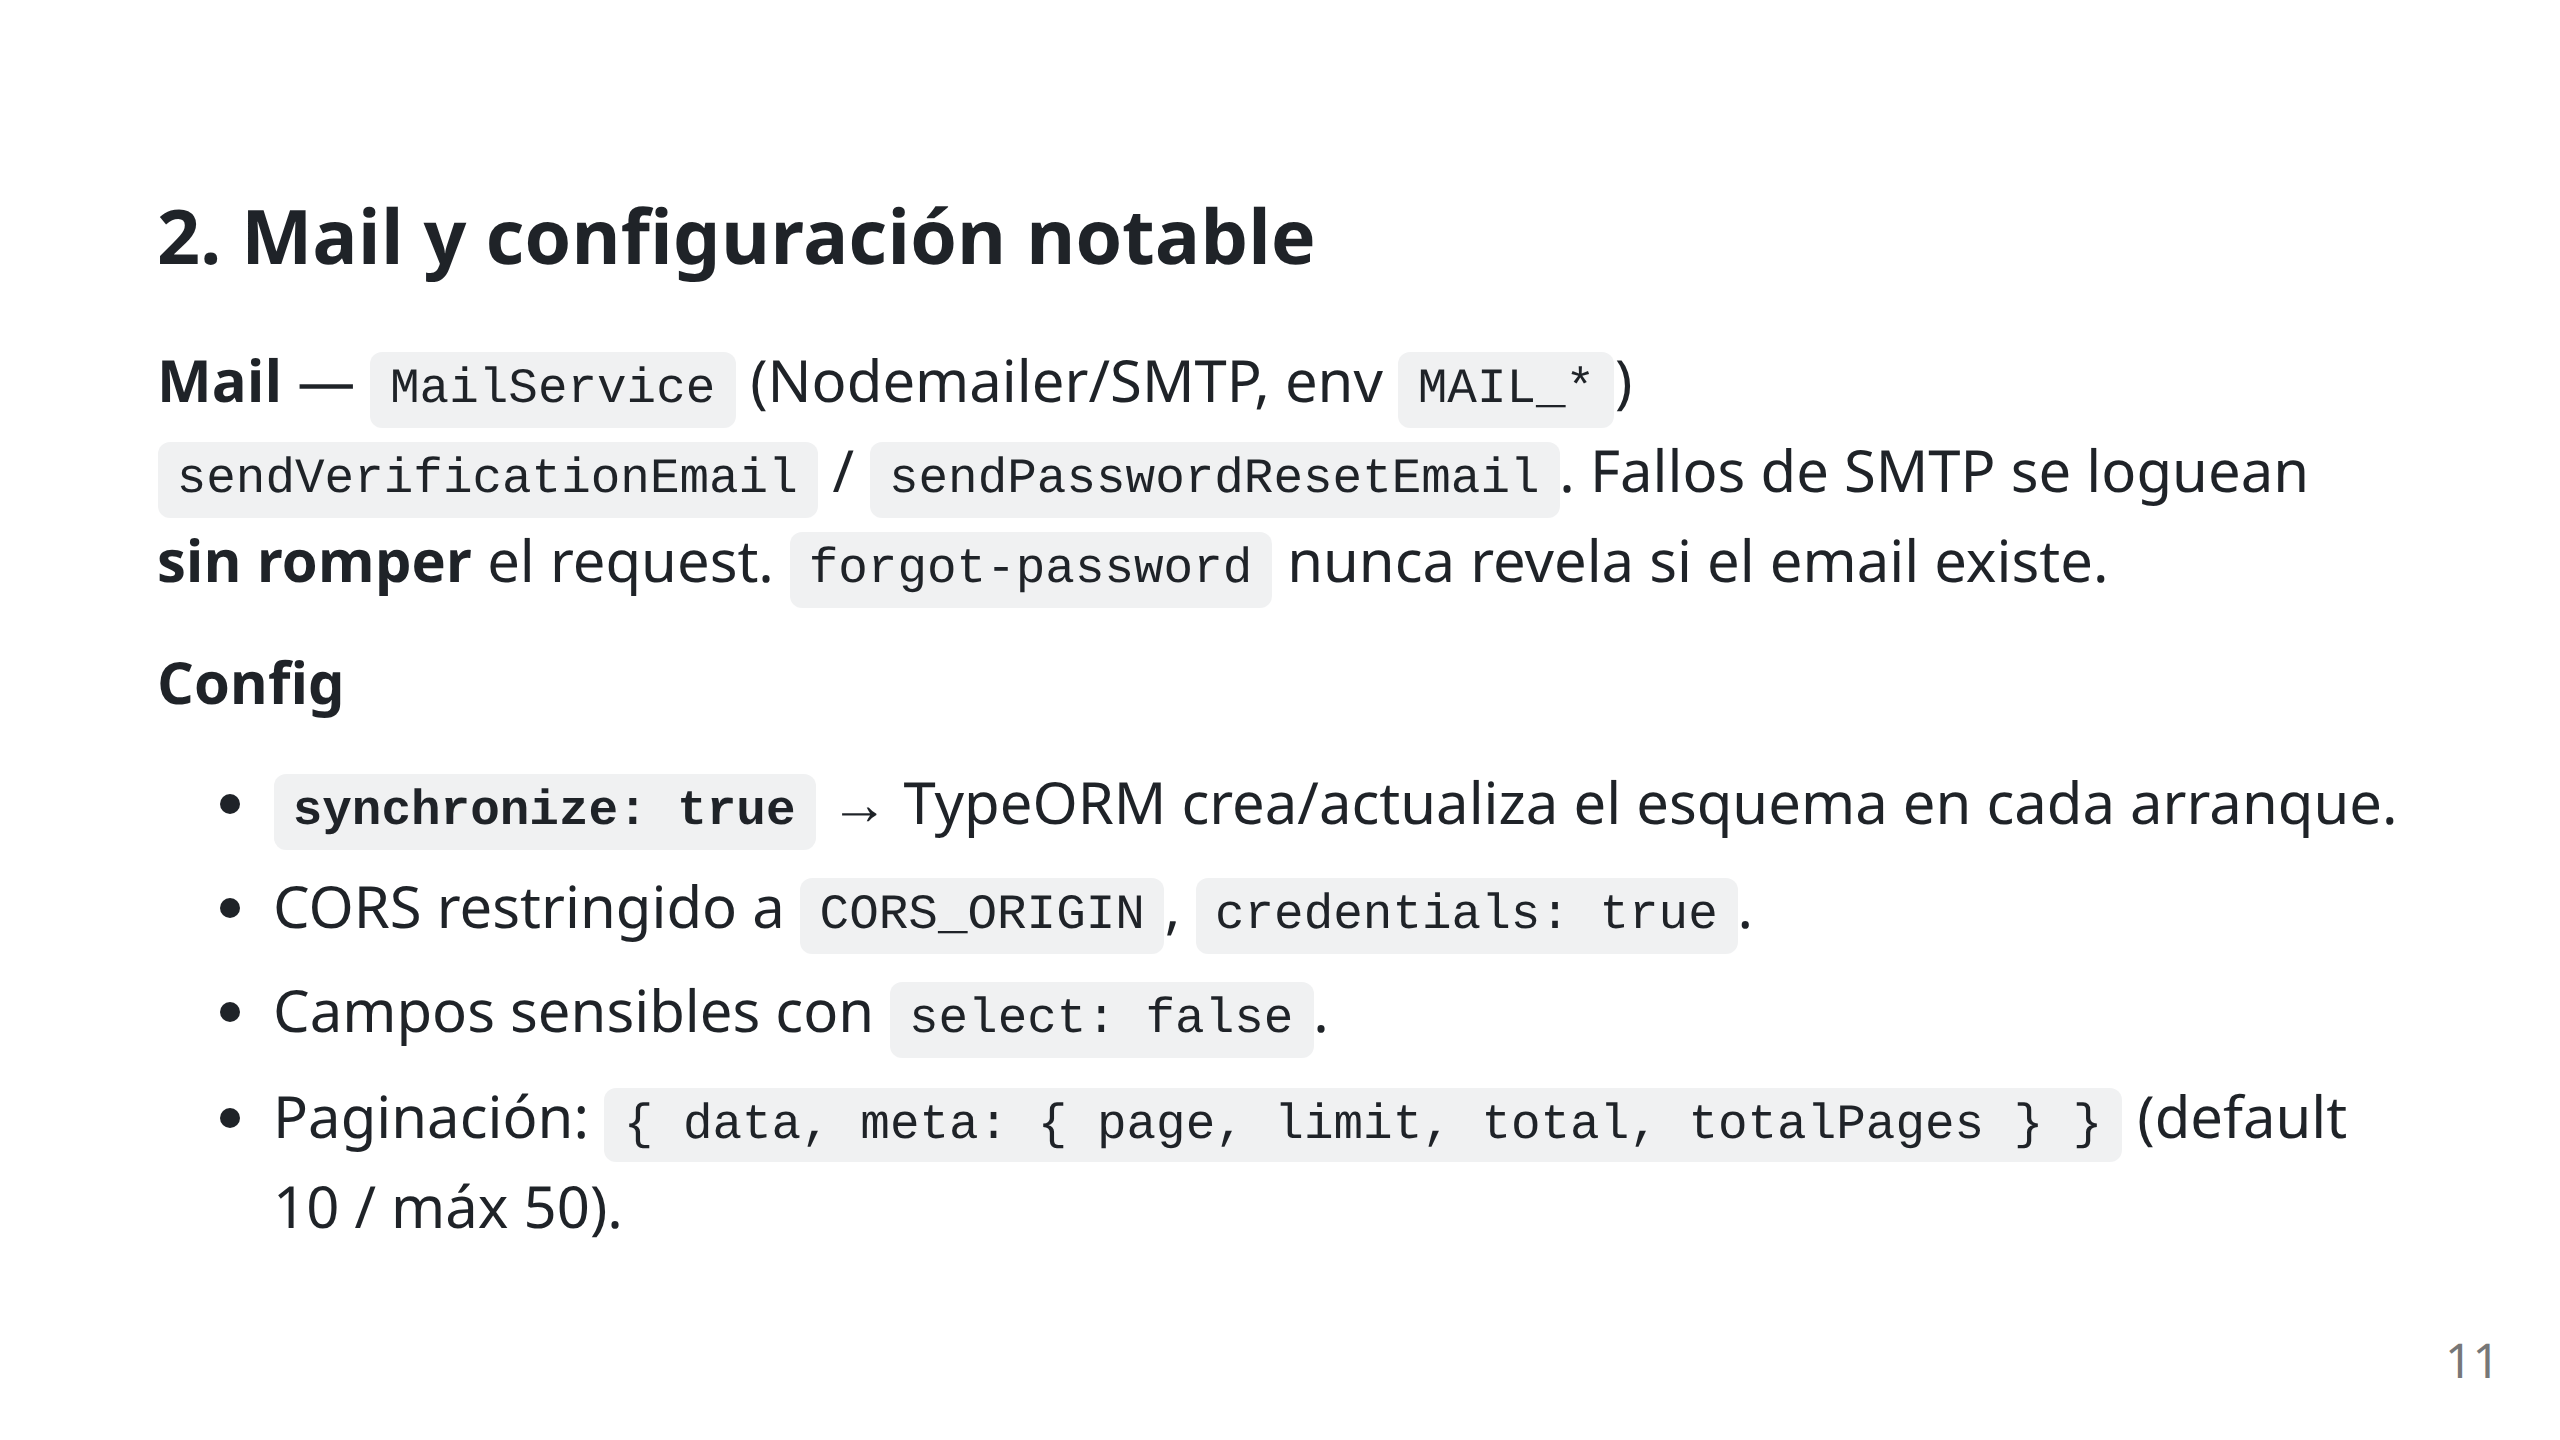 2. Mail y configuración notable
Mail — MailService (Nodemailer/SMTP, env MAIL_*)
sendVerificationEmail / sendPasswordResetEmail. Fallos de SMTP se loguean
sin romper el request. forgot-password nunca revela si el email existe.
Config
• synchronize: true → TypeORM crea/actualiza el esquema en cada arranque.
• CORS restringido a CORS_ORIGIN, credentials: true.
• Campos sensibles con select: false.
• Paginación: { data, meta: { page, limit, total, totalPages } } (default
10 / máx 50).
11